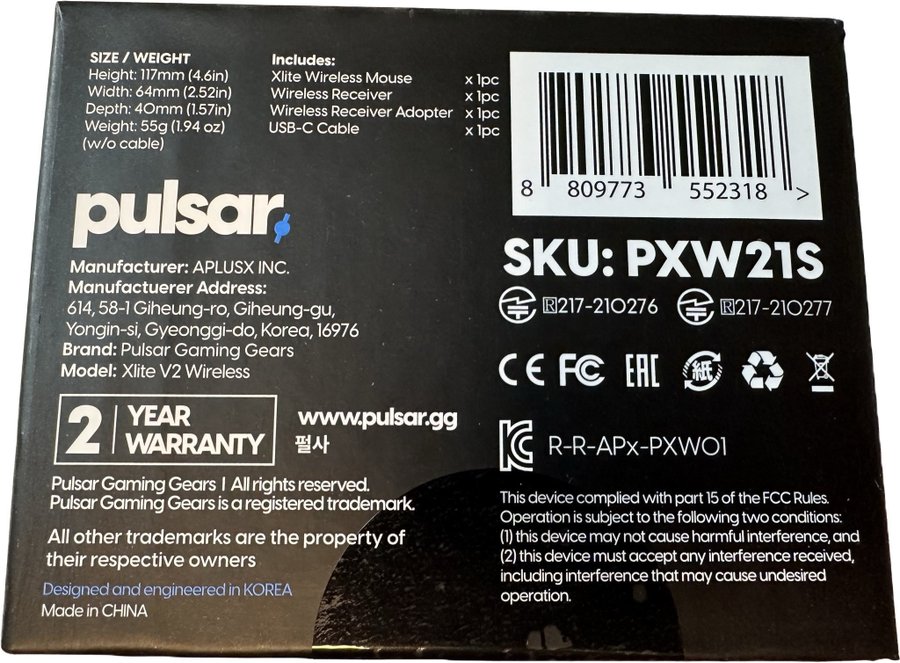 SIZE / WEIGHT
Height: 117mm (4.6in)
Width: 64mm (2.52in)
Depth: 40mm (1.57in)
Weight: 55g (1.94 oz)
(w/o cable)
Includes:
Xlite Wireless Mouse x 1pc
Wireless Receiver x 1pc
Wireless Receiver Adopter x 1pc
USB-C Cable x 1pc
8 809773 552318 >
pulsar
Manufacturer: APLUSX INC.
Manufactuerer Address:
614, 58-1 Giheung-ro, Giheung-gu,
Yongin-si, Gyeonggi-do, Korea, 16976
Brand: Pulsar Gaming Gears
Model: Xlite V2 Wireless
SKU: PXW21S
R217-210276 R217-210277
CE FC EAC 紙
2 YEAR
WARRANTY
www.pulsar.gg
펄사
R-R-APx-PXW01
Pulsar Gaming Gears | All rights reserved.
Pulsar Gaming Gears is a registered trademark.
All other trademarks are the property of
their respective owners
Designed and engineered in KOREA
Made in CHINA
This device complied with part 15 of the FCC Rules.
Operation is subject to the following two conditions:
(1) this device may not cause harmful interference, and
(2) this device must accept any interference received,
including interference that may cause undesired
operation.